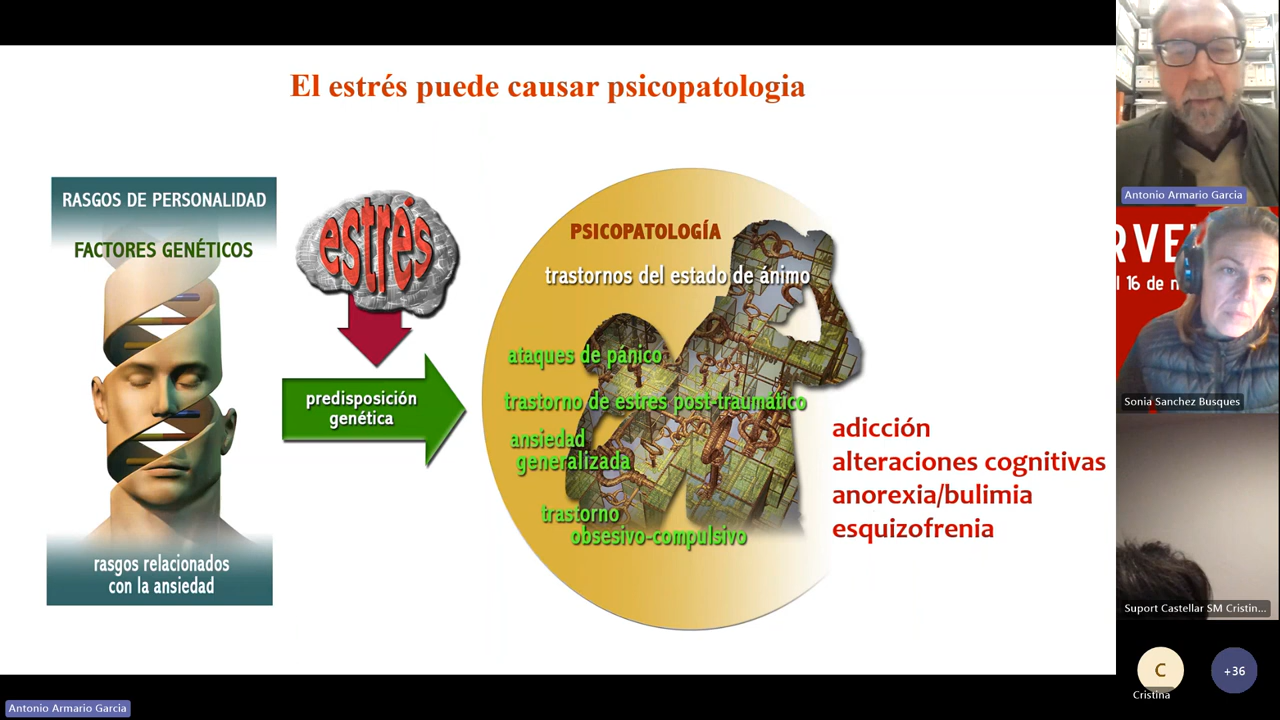 El estrés puede causar psicopatologia
RASGOS DE PERSONALIDAD
FACTORES GENÉTICOS
rasgos relacionados
con la ansiedad
estrés
predisposición
genética
PSICOPATOLOGÍA
trastornos del estado de ánimo
ataques de pánico
trastorno de estres post-traumático
ansiedad
generalizada
trastorno
obsesivo-compulsivo
adicción
alteraciones cognitivas
anorexia/bulimia
esquizofrenia
Antonio Armario Garcia
RVE
l 16 de
Sonia Sanchez Busques
Suport Castellar SM Cristin...
C
Cristina
+36
Antonio Armario Garcia